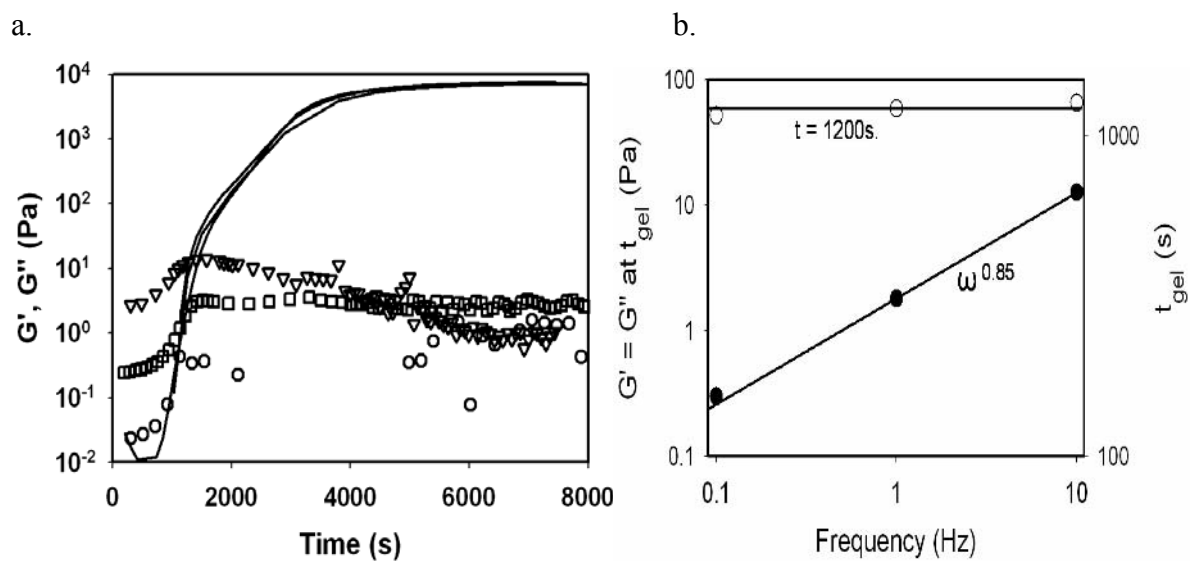 a.
b.
10⁴
10³
10²
10¹
10⁰
10⁻¹
10⁻²
G', G'' (Pa)
0
2000
4000
6000
8000
Time (s)
100
10
1
0.1
G' = G'' at t_gel (Pa)
t = 1200s.
ω^0.85
1000
100
t_gel (s)
0.1
1
10
Frequency (Hz)